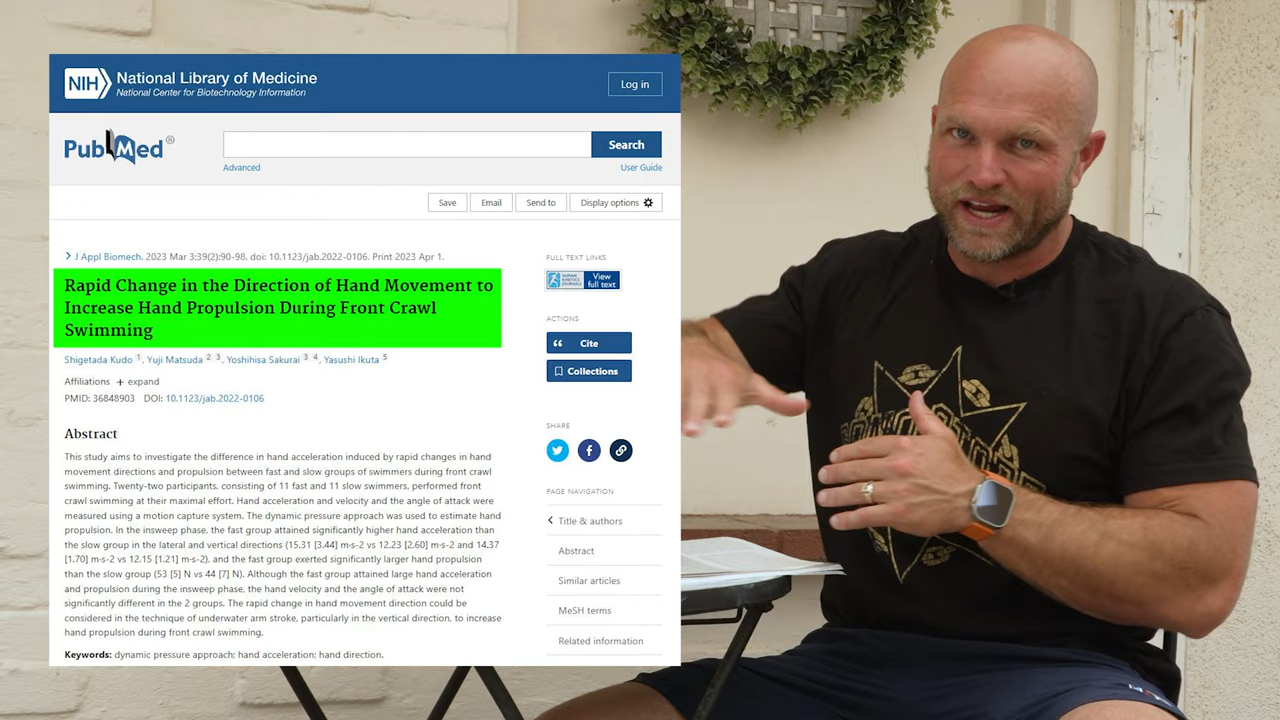 NIH National Library of Medicine
National Center for Biotechnology Information
Log in
PubMed®
Search
Advanced
User Guide
Save
Email
Send to
Display options
J Appl Biomech. 2023 Mar 3;39(2):90-98. doi: 10.1123/jab.2022-0106. Print 2023 Apr 1.
Rapid Change in the Direction of Hand Movement to
Increase Hand Propulsion During Front Crawl
Swimming
Shigetada Kudo 1, Yuji Matsuda 2 3, Yoshihisa Sakurai 3 4, Yasushi Ikuta 5
Affiliations + expand
PMID: 36848903 DOI: 10.1123/jab.2022-0106
Abstract
This study aims to investigate the difference in hand acceleration induced by rapid changes in hand
movement directions and propulsion between fast and slow groups of swimmers during front crawl
swimming. Twenty-two participants, consisting of 11 fast and 11 slow swimmers, performed front
crawl swimming at their maximal effort. Hand acceleration and velocity and the angle of attack were
measured using a motion capture system. The dynamic pressure approach was used to estimate hand
propulsion. In the insweep phase, the fast group attained significantly higher hand acceleration than
the slow group in the lateral and vertical directions (15.31 [3.44] m·s-2 vs 12.23 [2.60] m·s-2 and 14.37
[1.70] m·s-2 vs 12.15 [1.21] m·s-2), and the fast group exerted significantly larger hand propulsion
than the slow group (53 [5] N vs 44 [7] N). Although the fast group attained large hand acceleration
and propulsion during the insweep phase, the hand velocity and the angle of attack were not
significantly different in the 2 groups. The rapid change in hand movement direction could be
considered in the technique of underwater arm stroke, particularly in the vertical direction, to increase
hand propulsion during front crawl swimming.
Keywords: dynamic pressure approach; hand acceleration; hand direction.
FULL TEXT LINKS
HUMAN KINETICS JOURNALS
View
full text
ACTIONS
Cite
Collections
SHARE
PAGE NAVIGATION
Title & authors
Abstract
Similar articles
MeSH terms
Related information